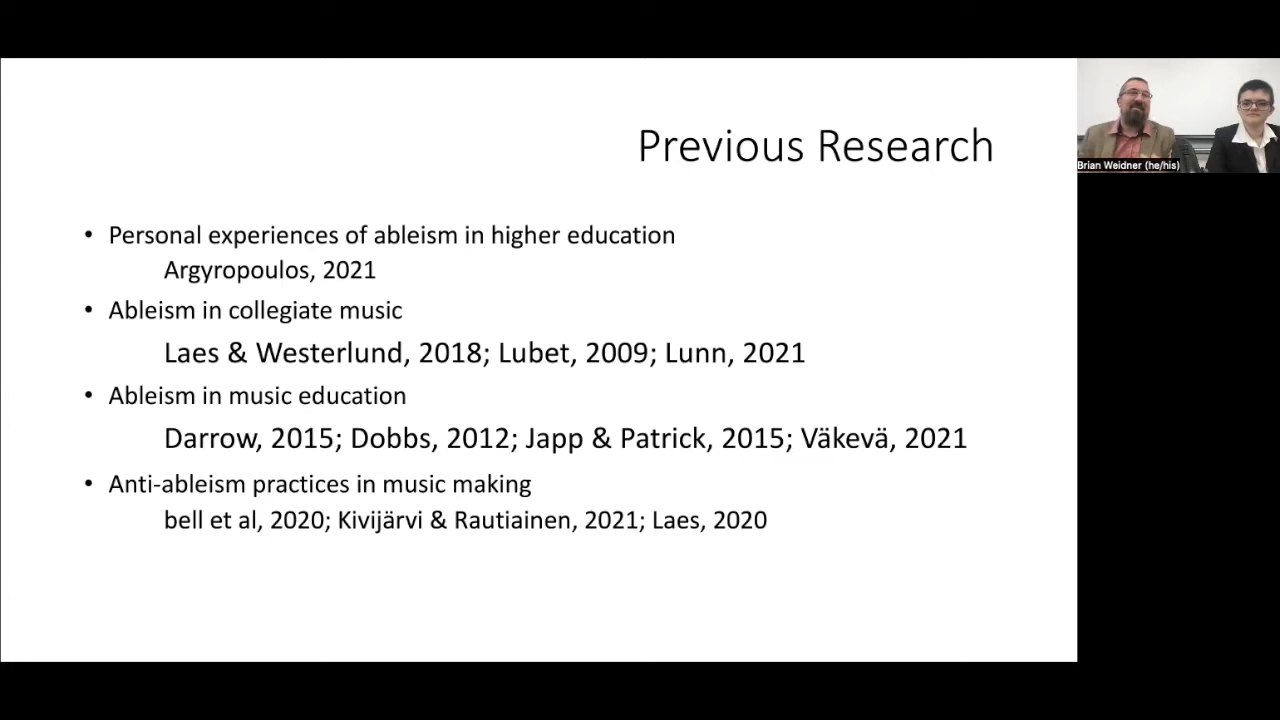 Previous Research
• Personal experiences of ableism in higher education
Argyropoulos, 2021
• Ableism in collegiate music
Laes & Westerlund, 2018; Lubet, 2009; Lunn, 2021
• Ableism in music education
Darrow, 2015; Dobbs, 2012; Japp & Patrick, 2015; Väkevä, 2021
• Anti-ableism practices in music making
bell et al, 2020; Kivijärvi & Rautiainen, 2021; Laes, 2020
Brian Weidner (he/his)